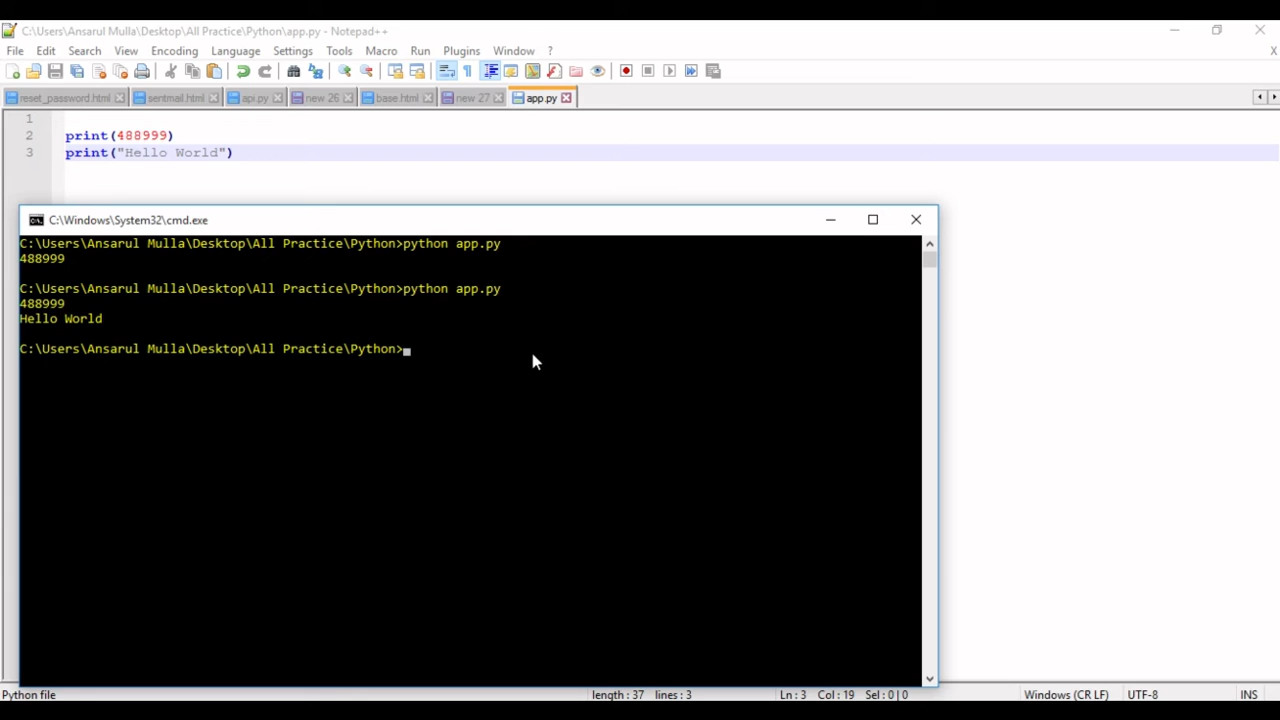 C:\Users\Ansarul Mulla\Desktop\All Practice\Python\app.py - Notepad++
File Edit Search View Encoding Language Settings Tools Macro Run Plugins Window ? X
reset_password.html sentmail.html api.py new 26 base.html new 27 app.py
1
2 print(488999)
3 print("Hello World")
C:\Windows\System32\cmd.exe
C:\Users\Ansarul Mulla\Desktop\All Practice\Python>python app.py
488999
C:\Users\Ansarul Mulla\Desktop\All Practice\Python>python app.py
488999
Hello World
C:\Users\Ansarul Mulla\Desktop\All Practice\Python>
Python file length : 37 lines : 3 Ln : 3 Col : 19 Sel : 0 | 0 Windows (CR LF) UTF-8 INS